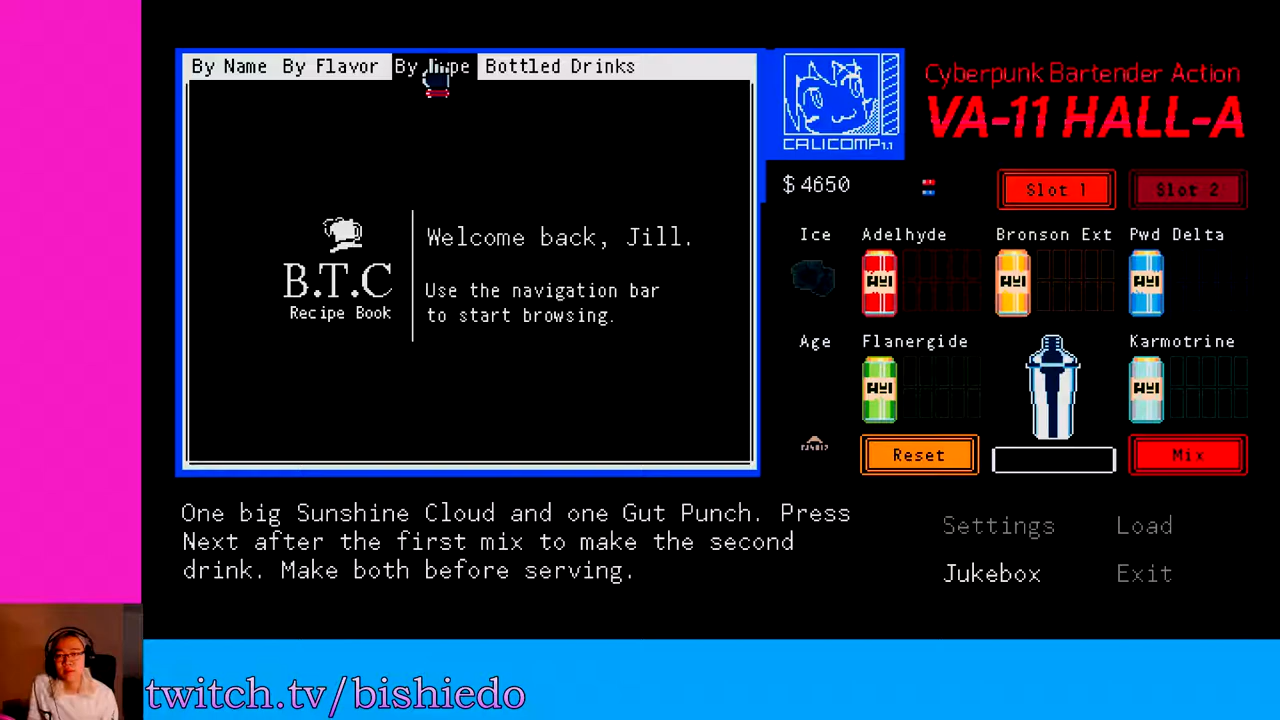 By Name By Flavor By Type Bottled Drinks
B.T.C
Recipe Book
Welcome back, Jill.
Use the navigation bar
to start browsing.
CALICOMP1.1
Cyberpunk Bartender Action
VA-11 HALL-A
$ 4650
Slot 1
Slot 2
Ice
Adelhyde
Bronson Ext
Pwd Delta
Age
Flanergide
Karmotrine
Reset
Mix
One big Sunshine Cloud and one Gut Punch. Press
Next after the first mix to make the second
drink. Make both before serving.
Settings
Load
Jukebox
Exit
twitch.tv/bishiedo